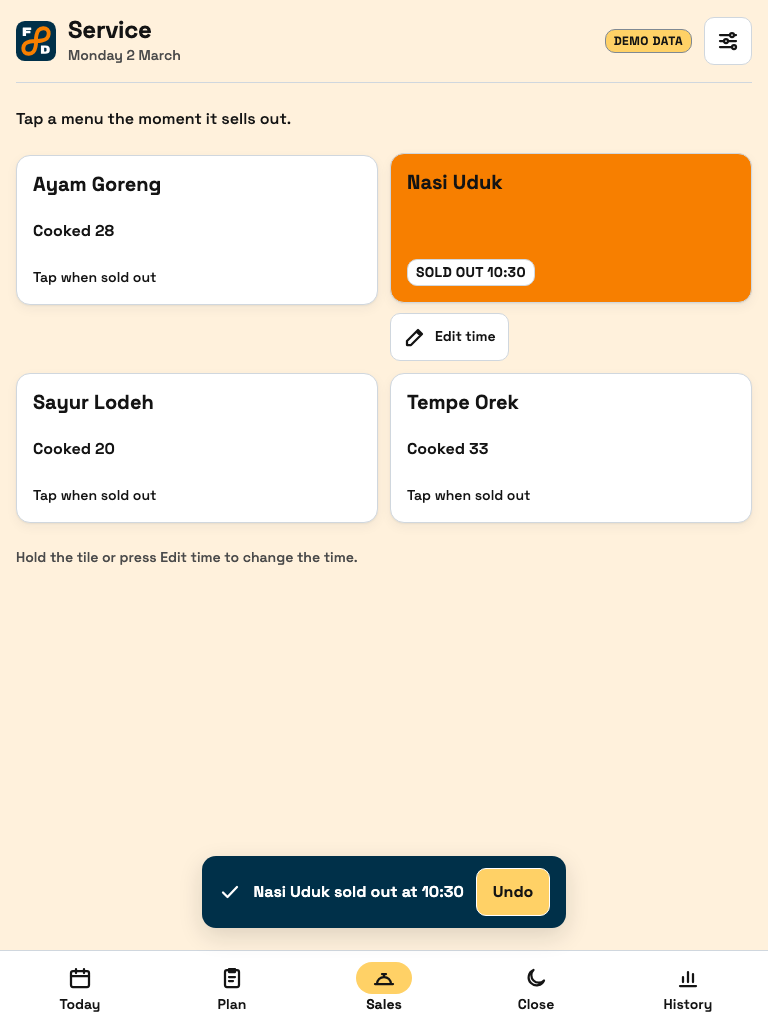 F D
Service
Monday 2 March
DEMO DATA
Tap a menu the moment it sells out.
Ayam Goreng
Cooked 28
Tap when sold out
Nasi Uduk
SOLD OUT 10:30
Edit time
Sayur Lodeh
Cooked 20
Tap when sold out
Tempe Orek
Cooked 33
Tap when sold out
Hold the tile or press Edit time to change the time.
Nasi Uduk sold out at 10:30
Undo
Today
Plan
Sales
Close
History